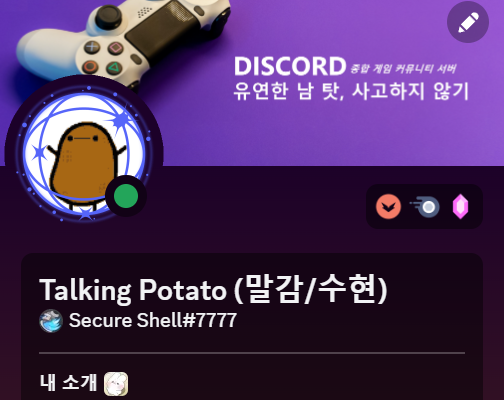 DISCORD 종합 게임 커뮤니티 서버
유연한 남 탓, 사고하지 않기
Talking Potato (말감/수현)
Secure Shell#7777
내 소개